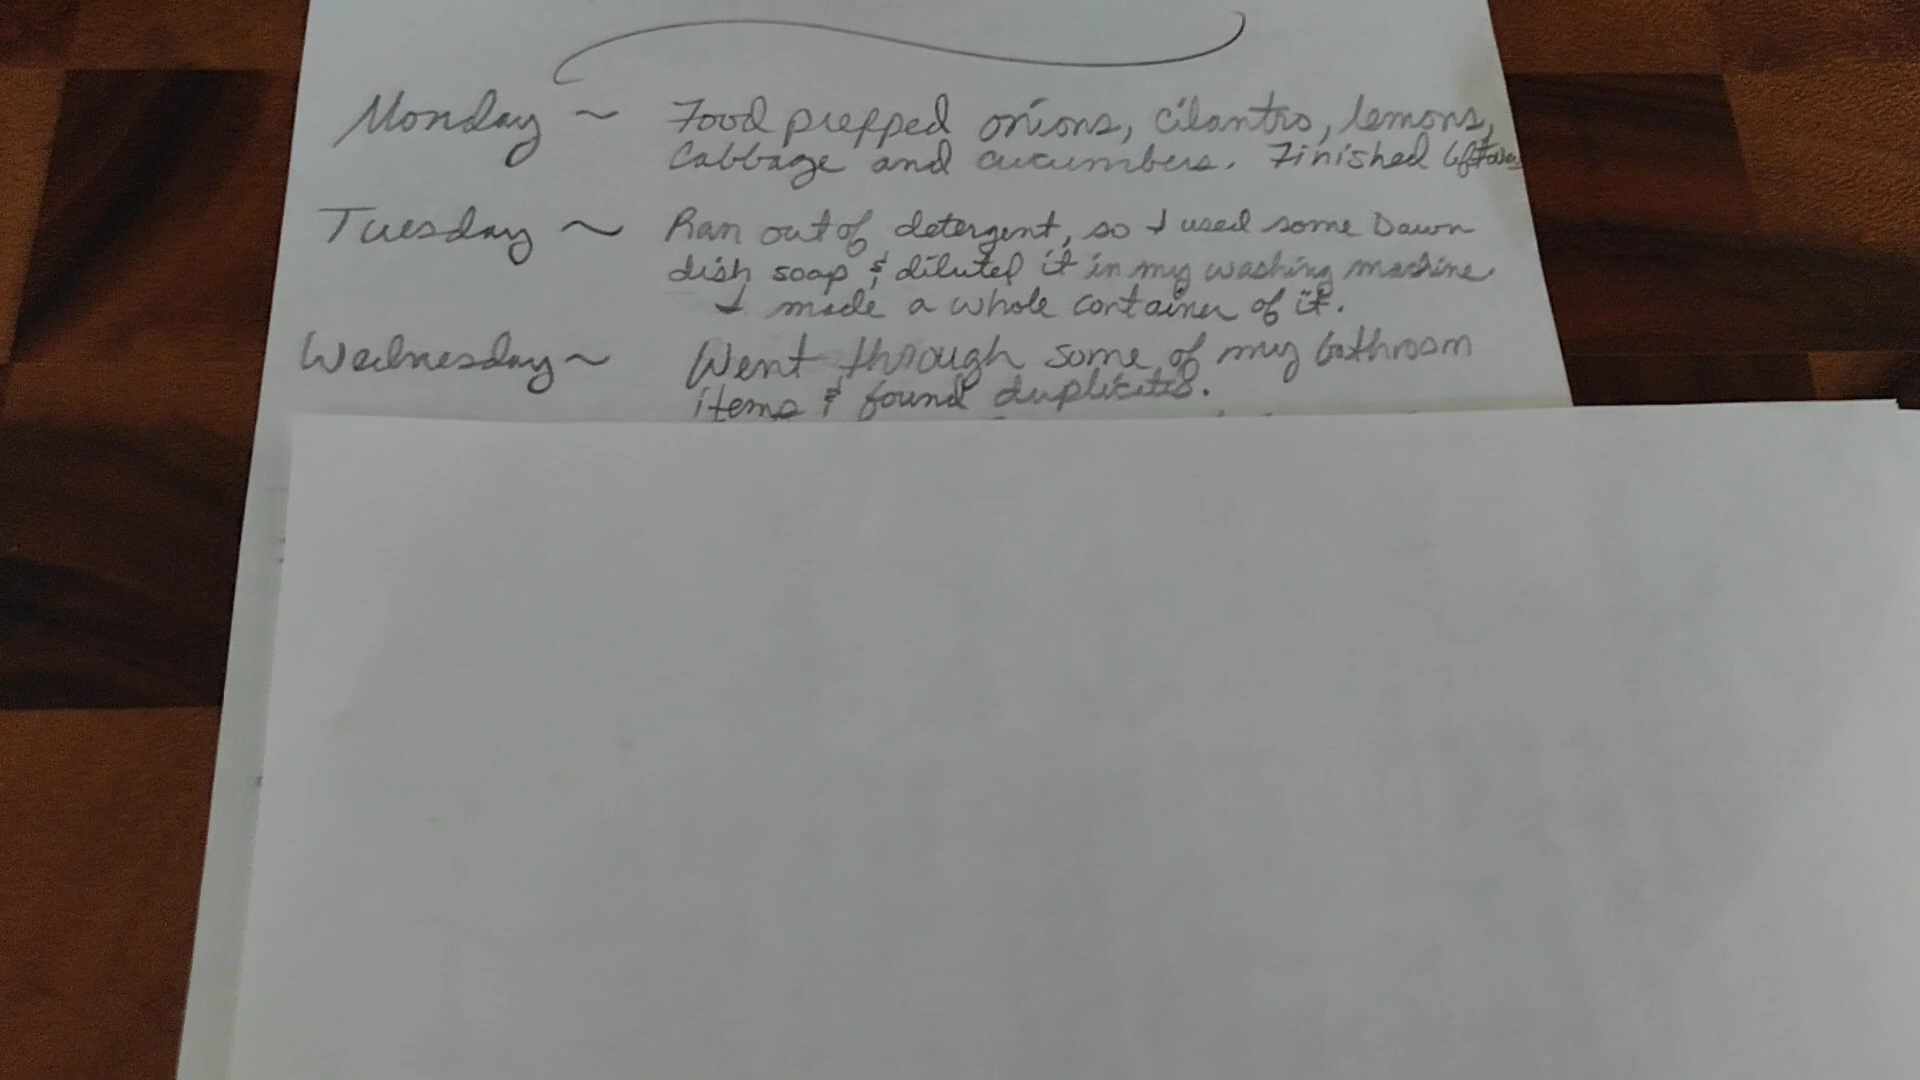 Monday ~ Food prepped onions, cilantro, lemons,
Cabbage and cucumbers. Finished leftovers
Tuesday ~ Ran out of detergent, so I used some Dawn
dish soap & diluted it in my washing machine
I made a whole container of it.
Wednesday ~ Went through some of my bathroom
items & found duplicates.